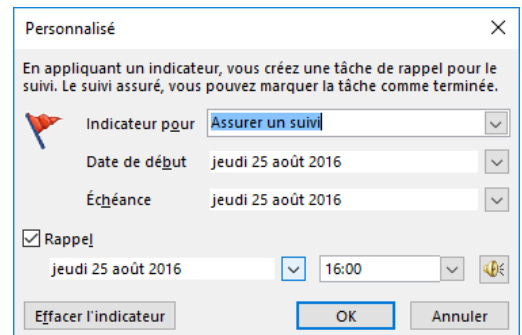 Personnalisé
En appliquant un indicateur, vous créez une tâche de rappel pour le
suivi. Le suivi assuré, vous pouvez marquer la tâche comme terminée.
Indicateur pour Assurer un suivi
Date de début jeudi 25 août 2016
Échéance jeudi 25 août 2016
Rappel
jeudi 25 août 2016 16:00
Effacer l'indicateur OK Annuler